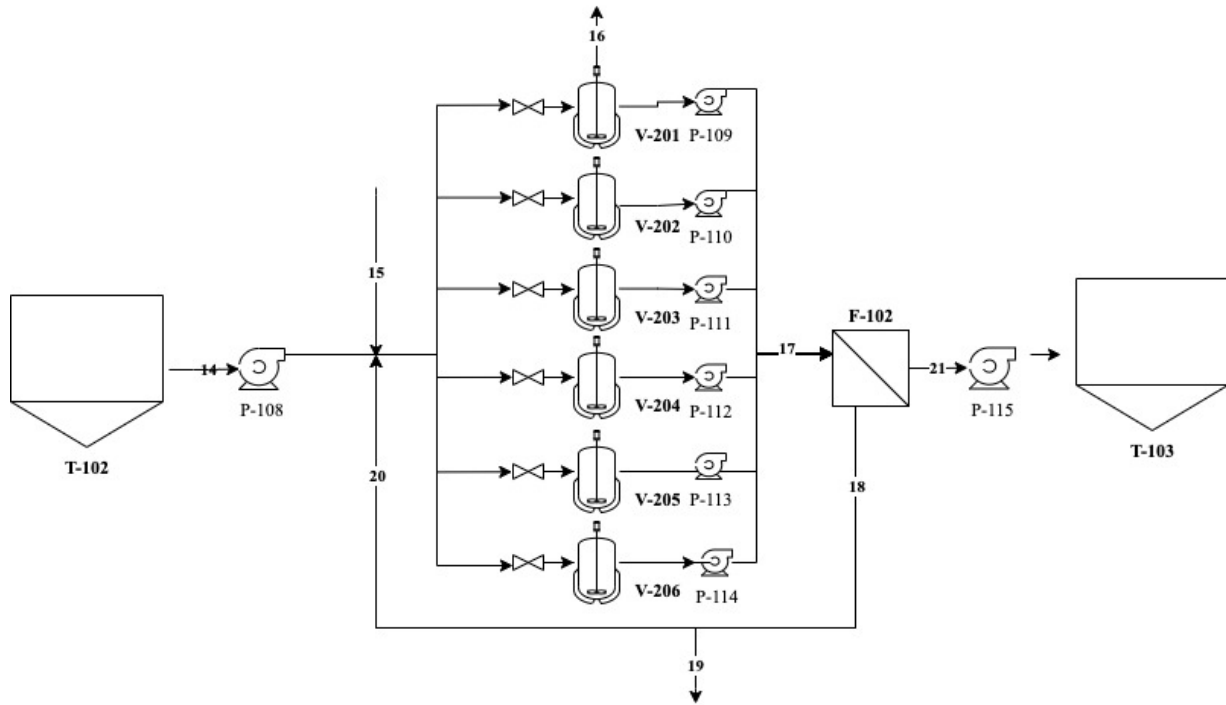 16
V-201 P-109
V-202
P-110
15
V-203 P-111
F-102
17
14
P-108
21
P-115
V-204 P-112
T-102
T-103
20
V-205 P-113
18
V-206 P-114
19